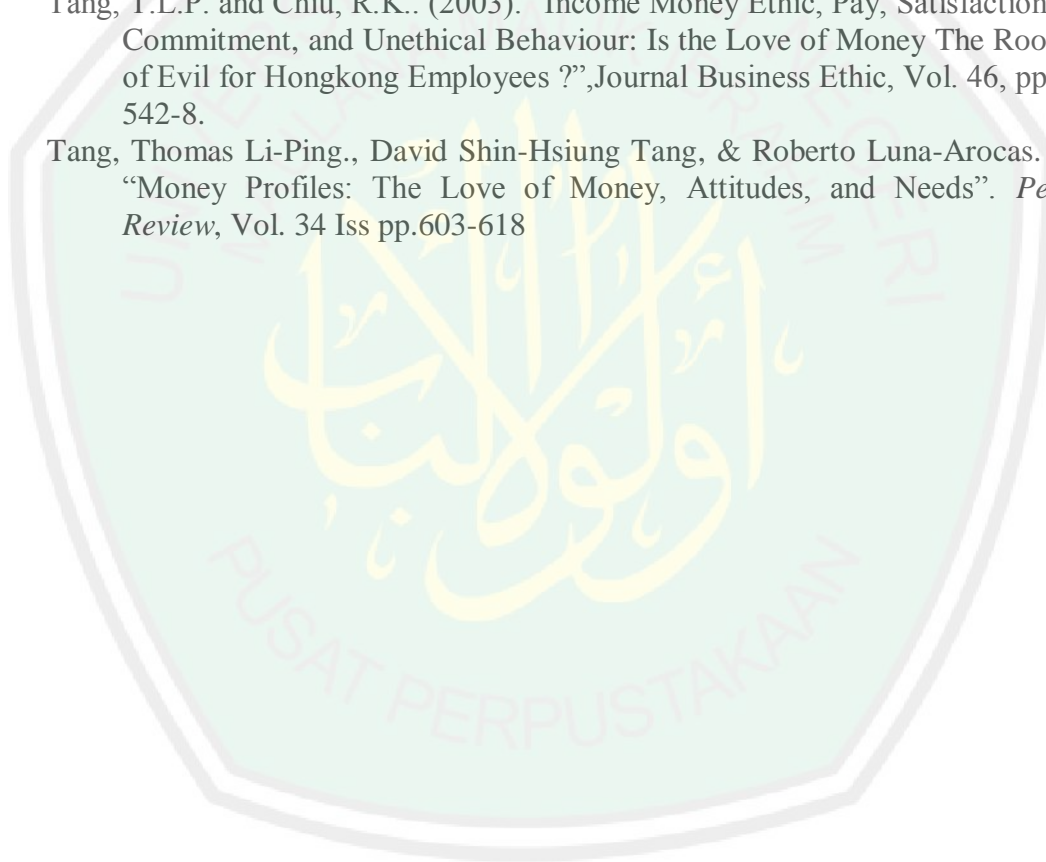 Tang, T.L.P. and Chiu, R.K.. (2003). "Income Money Ethic, Pay, Satisfaction
Commitment, and Unethical Behaviour: Is the Love of Money The Roo
of Evil for Hongkong Employees ?",Journal Business Ethic, Vol. 46, pp
542-8.
Tang, Thomas Li-Ping., David Shin-Hsiung Tang, & Roberto Luna-Arocas.
“Money Profiles: The Love of Money, Attitudes, and Needs”. Pe
Review, Vol. 34 Iss pp.603-618
PUSAT PERPUSTAKAAN